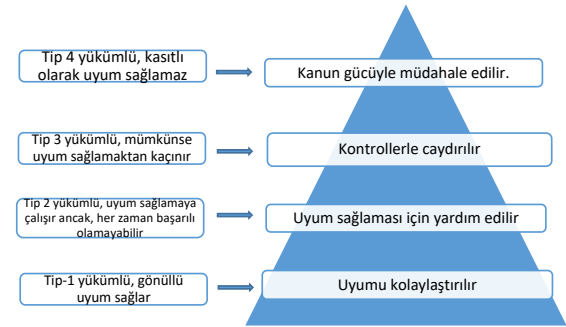 Tip 4 yükümlü, kasıtlı
olarak uyum sağlamaz
Kanun gücüyle müdahale edilir.
Tip 3 yükümlü, mümkünse
uyum sağlamaktan kaçınır
Kontrollerle caydırılır
Tip 2 yükümlü, uyum sağlamaya
çalışır ancak, her zaman başarılı
olamayabilir
Uyum sağlaması için yardım edilir
Tip-1 yükümlü, gönüllü
uyum sağlar
Uyumu kolaylaştırılır